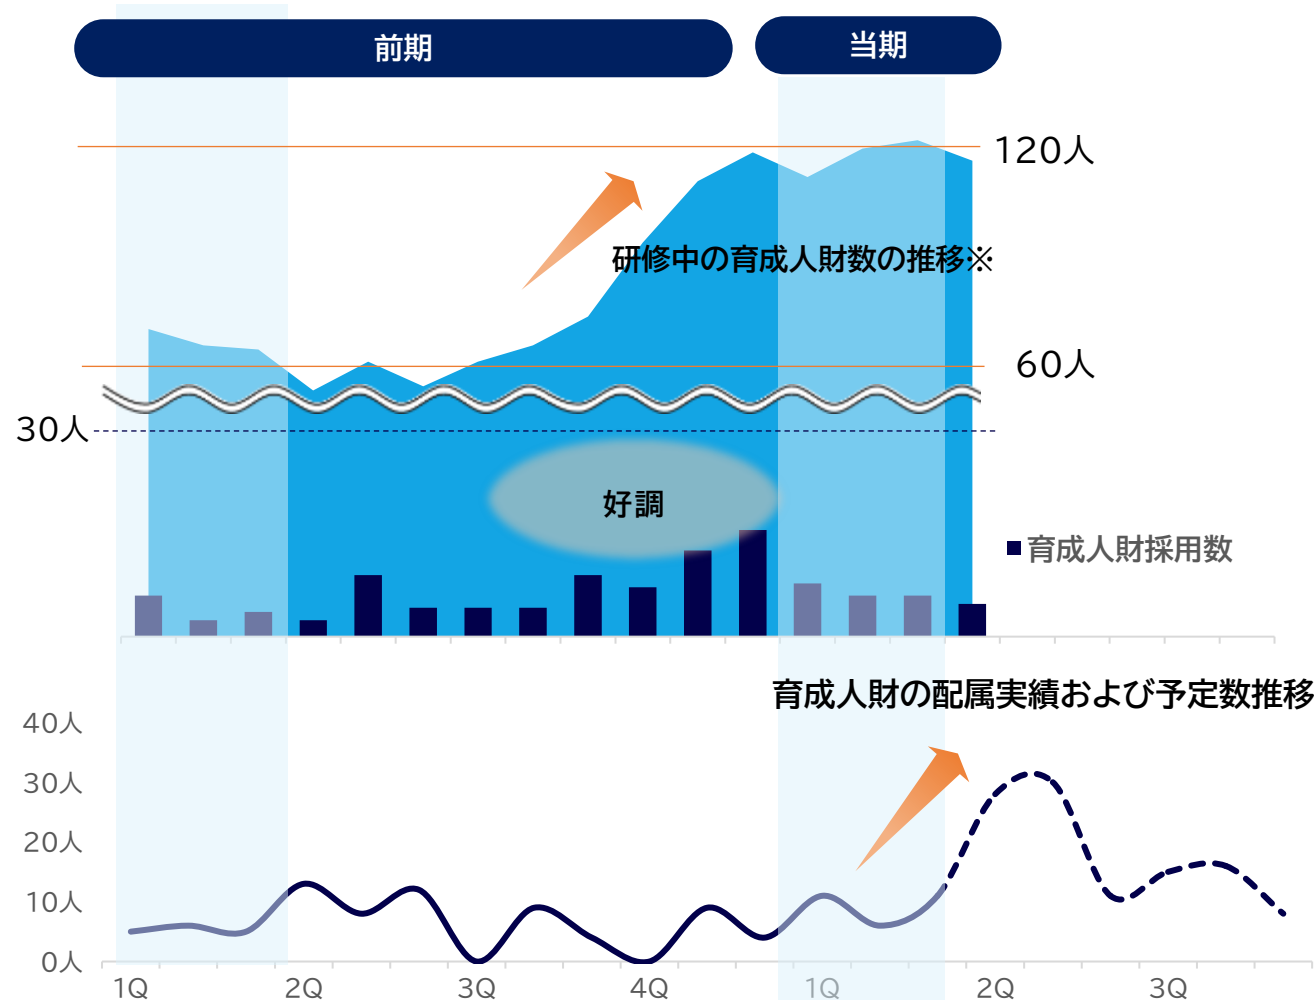 前期
当期
120人
研修中の育成人財数の推移※
60人
30人
好調
■育成人財採用数
育成人財の配属実績および予定数推移
40人
30人
20人
10人
0人
1Q 2Q 3Q 4Q 1Q 2Q 3Q